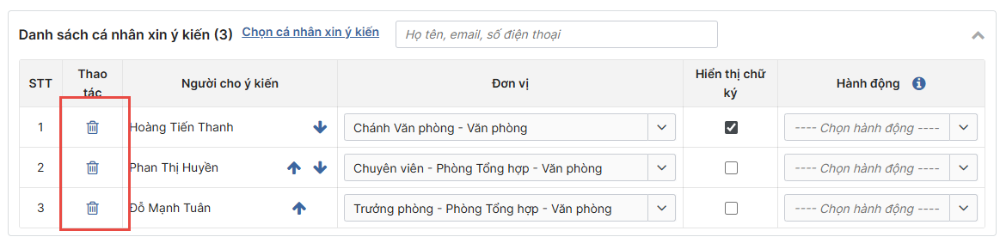 Danh sách cá nhân xin ý kiến (3) Chọn cá nhân xin ý kiến Họ tên, email, số điện thoại
STT Thao tác Người cho ý kiến Đơn vị Hiển thị chữ ký Hành động
1 Hoàng Tiến Thanh Chánh Văn phòng - Văn phòng ---- Chọn hành động ----
2 Phan Thị Huyền Chuyên viên - Phòng Tổng hợp - Văn phòng ---- Chọn hành động ----
3 Đỗ Mạnh Tuân Trưởng phòng - Phòng Tổng hợp - Văn phòng ---- Chọn hành động ----